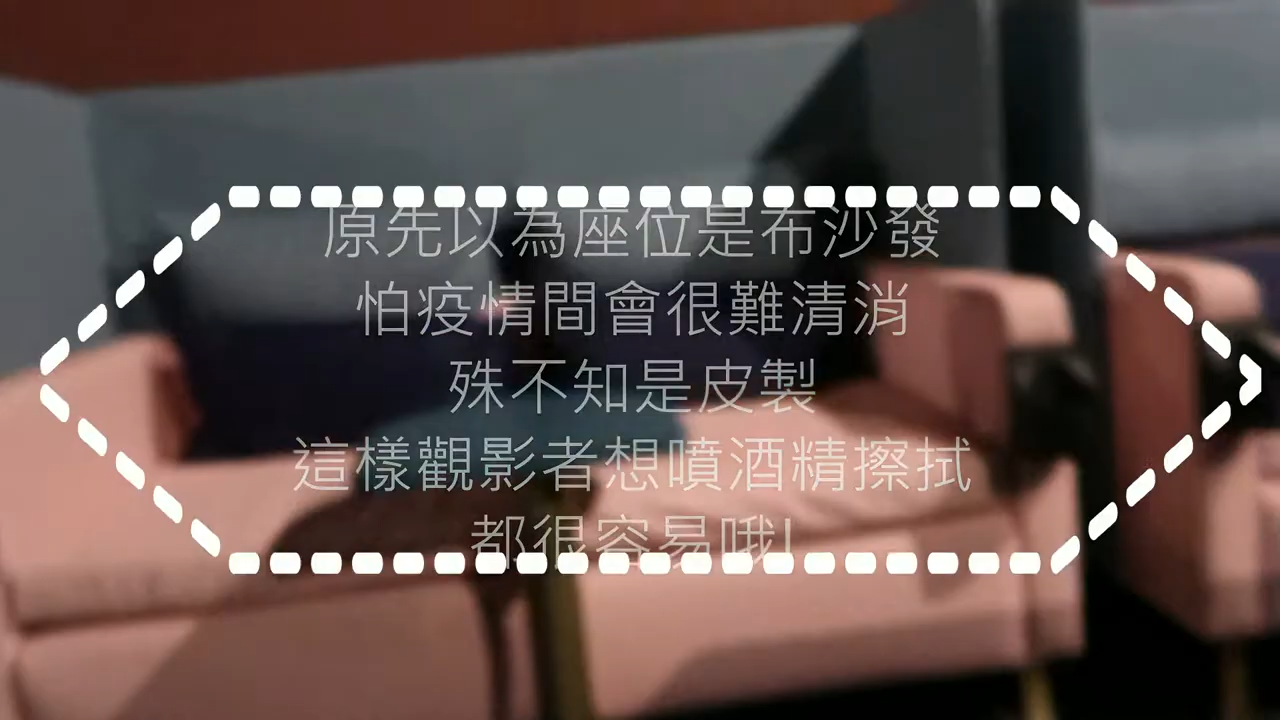 原先以為座位是布沙發
怕疫情間會很難清消
殊不知是皮製
這樣觀影者想噴酒精擦拭
都很容易哦!